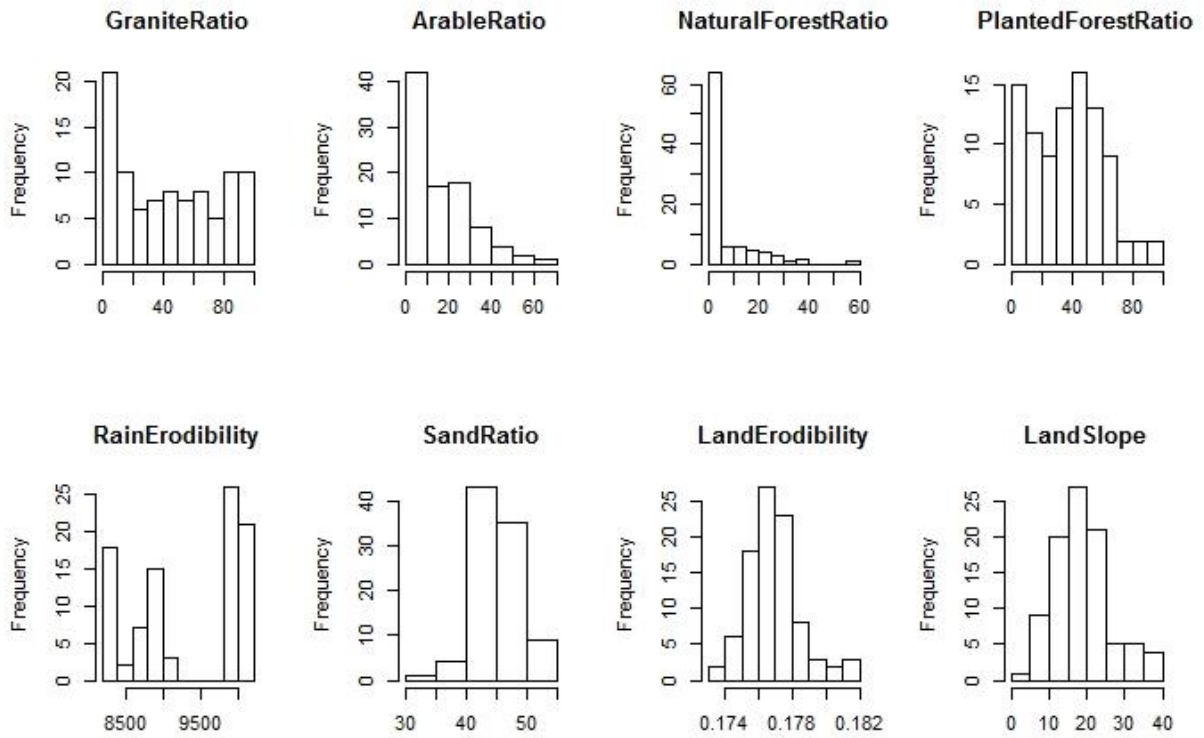 GraniteRatio
ArableRatio
NaturalForestRatio
PlantedForestRatio
Frequency
0 5 10 15 20
0 40 80
Frequency
0 10 20 30 40
0 20 40 60
Frequency
0 20 40 60
0 20 40 60
Frequency
0 5 10 15
0 40 80
RainErodibility
SandRatio
LandErodibility
LandSlope
Frequency
0 5 10 15 20 25
8500 9500
Frequency
0 10 20 30 40
30 40 50
Frequency
0 5 10 15 20 25
0.174 0.178 0.182
Frequency
0 5 10 15 20 25
0 10 20 30 40